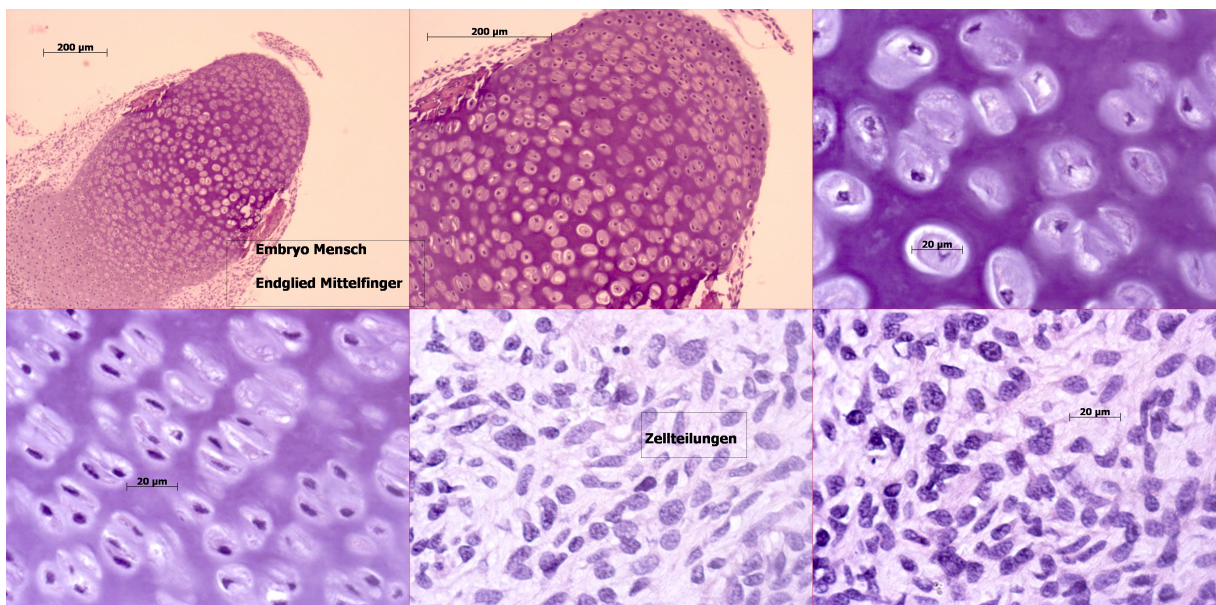 200 µm
200 µm
Embryo Mensch
Endglied Mittelfinger
20 µm
20 µm
Zellteilungen
20 µm